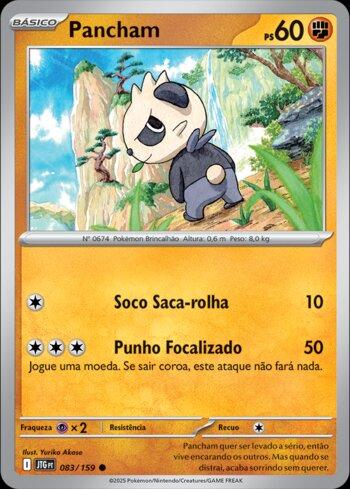 BÁSICO
Pancham
PS 60
Nº 0674 Pokémon Brincalhão Altura: 0,6 m Peso: 8,0 kg
Soco Saca-rolha 10
Punho Focalizado 50
Jogue uma moeda. Se sair coroa, este ataque não fará nada.
Fraqueza ×2 Resistência Recuo
Ilust. Yuriko Akase
I JTG PT 083/159
Pancham quer ser levado a sério, então
vive encarando os outros. Mas quando se
distrai, acaba sorrindo sem querer.
©2025 Pokémon/Nintendo/Creatures/GAME FREAK